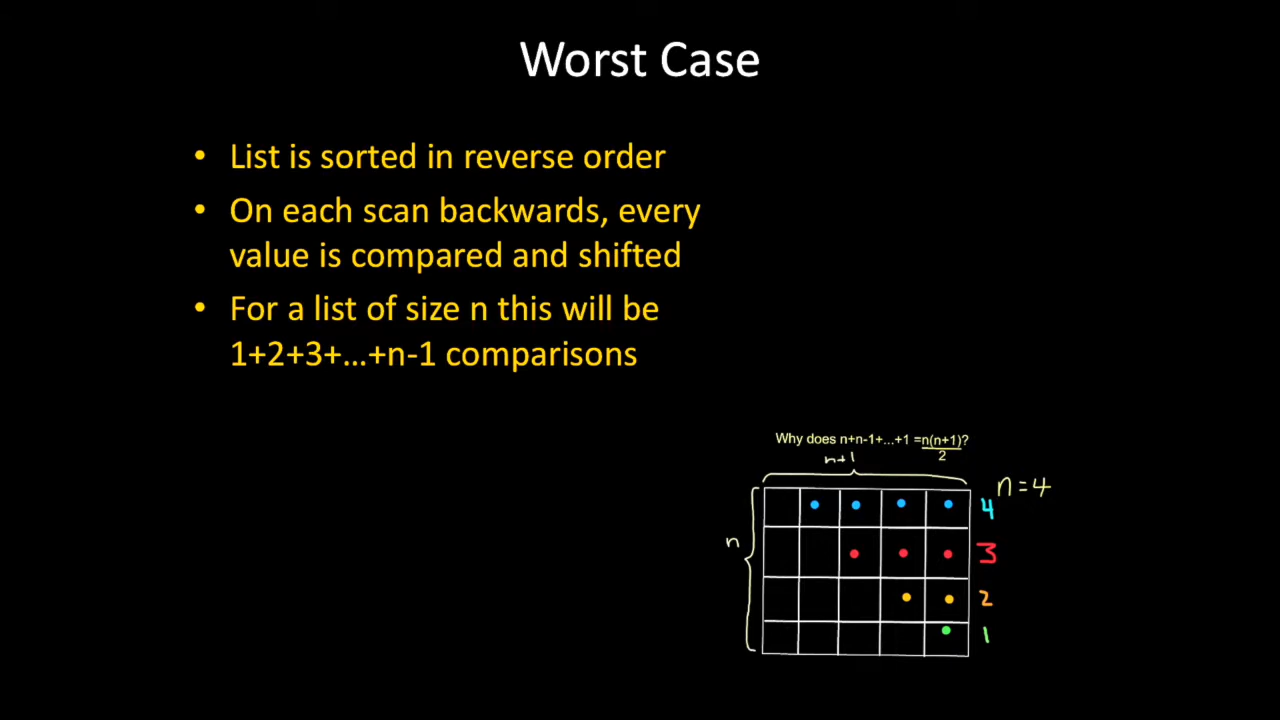 Worst Case
• List is sorted in reverse order
• On each scan backwards, every
value is compared and shifted
• For a list of size n this will be
1+2+3+...+n-1 comparisons
Why does n+n-1+...+1 =n(n+1)?
2
n+1
n=4
4
n
3
2
1